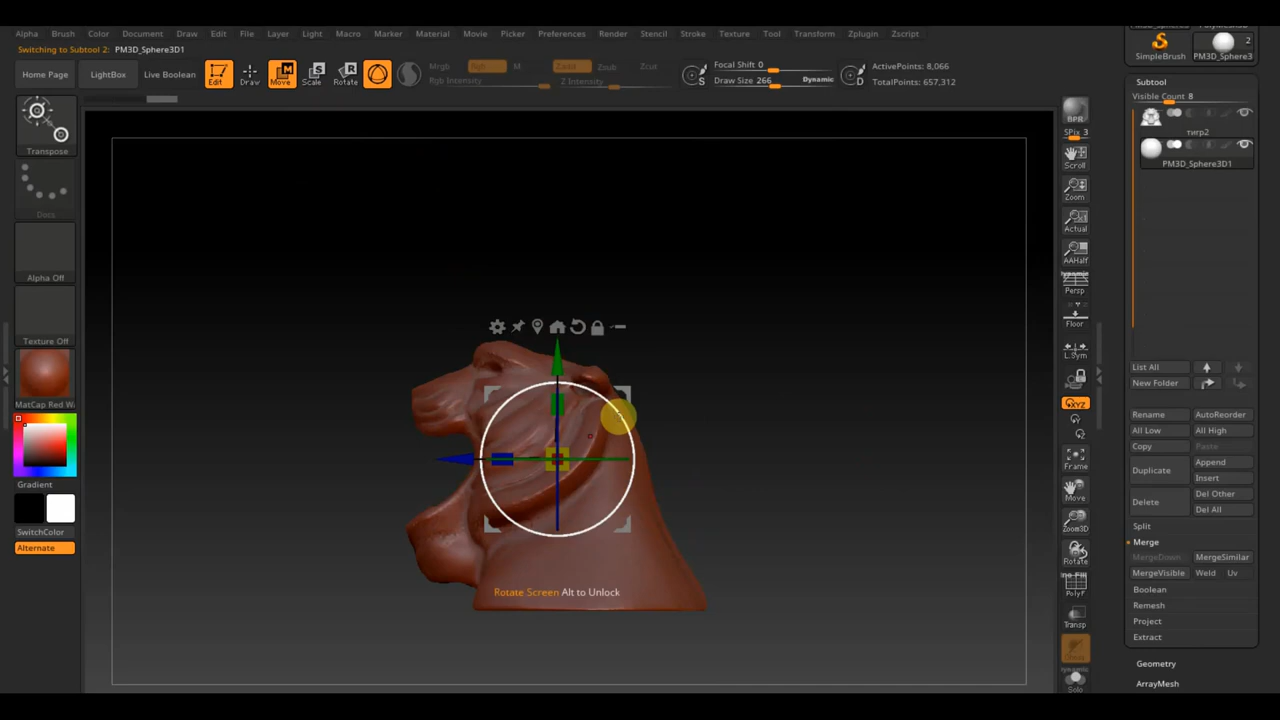 Alpha Brush Color Document Draw Edit File Layer Light Macro Marker Material Movie Picker Preferences Render Stencil Stroke Texture Tool Transform Zplugin Zscript
Switching to Subtool 2: PM3D_Sphere3D1
Home Page
LightBox
Live Boolean
Edit
Draw
Move
Scale
Rotate
Mrgb
Rgb
M
Rgb Intensity
Zadd
Zsub
Zcut
Z Intensity
S
Focal Shift 0
Draw Size 266
Dynamic
D
ActivePoints: 8,066
TotalPoints: 657,312
Transpose
Dots
Alpha Off
Texture Off
MatCap Red Wa
Gradient
SwitchColor
Alternate
Rotate Screen Alt to Unlock
BPR
SPix 3
Scroll
Zoom
Actual
AAHalf
Dynamic
Persp
Floor
L.Sym
XYZ
Frame
Move
Zoom3D
Rotate
Line Fill
PolyF
Transp
Dynamic
Solo
SimpleBrush
2
PM3D_Sphere3
Subtool
Visible Count 8
тигр2
PM3D_Sphere3D1
List All
New Folder
Rename
AutoReorder
All Low
All High
Copy
Paste
Duplicate
Append
Insert
Delete
Del Other
Del All
Split
Merge
MergeDown
MergeSimilar
MergeVisible
Weld
Uv
Boolean
Remesh
Project
Extract
Geometry
ArrayMesh